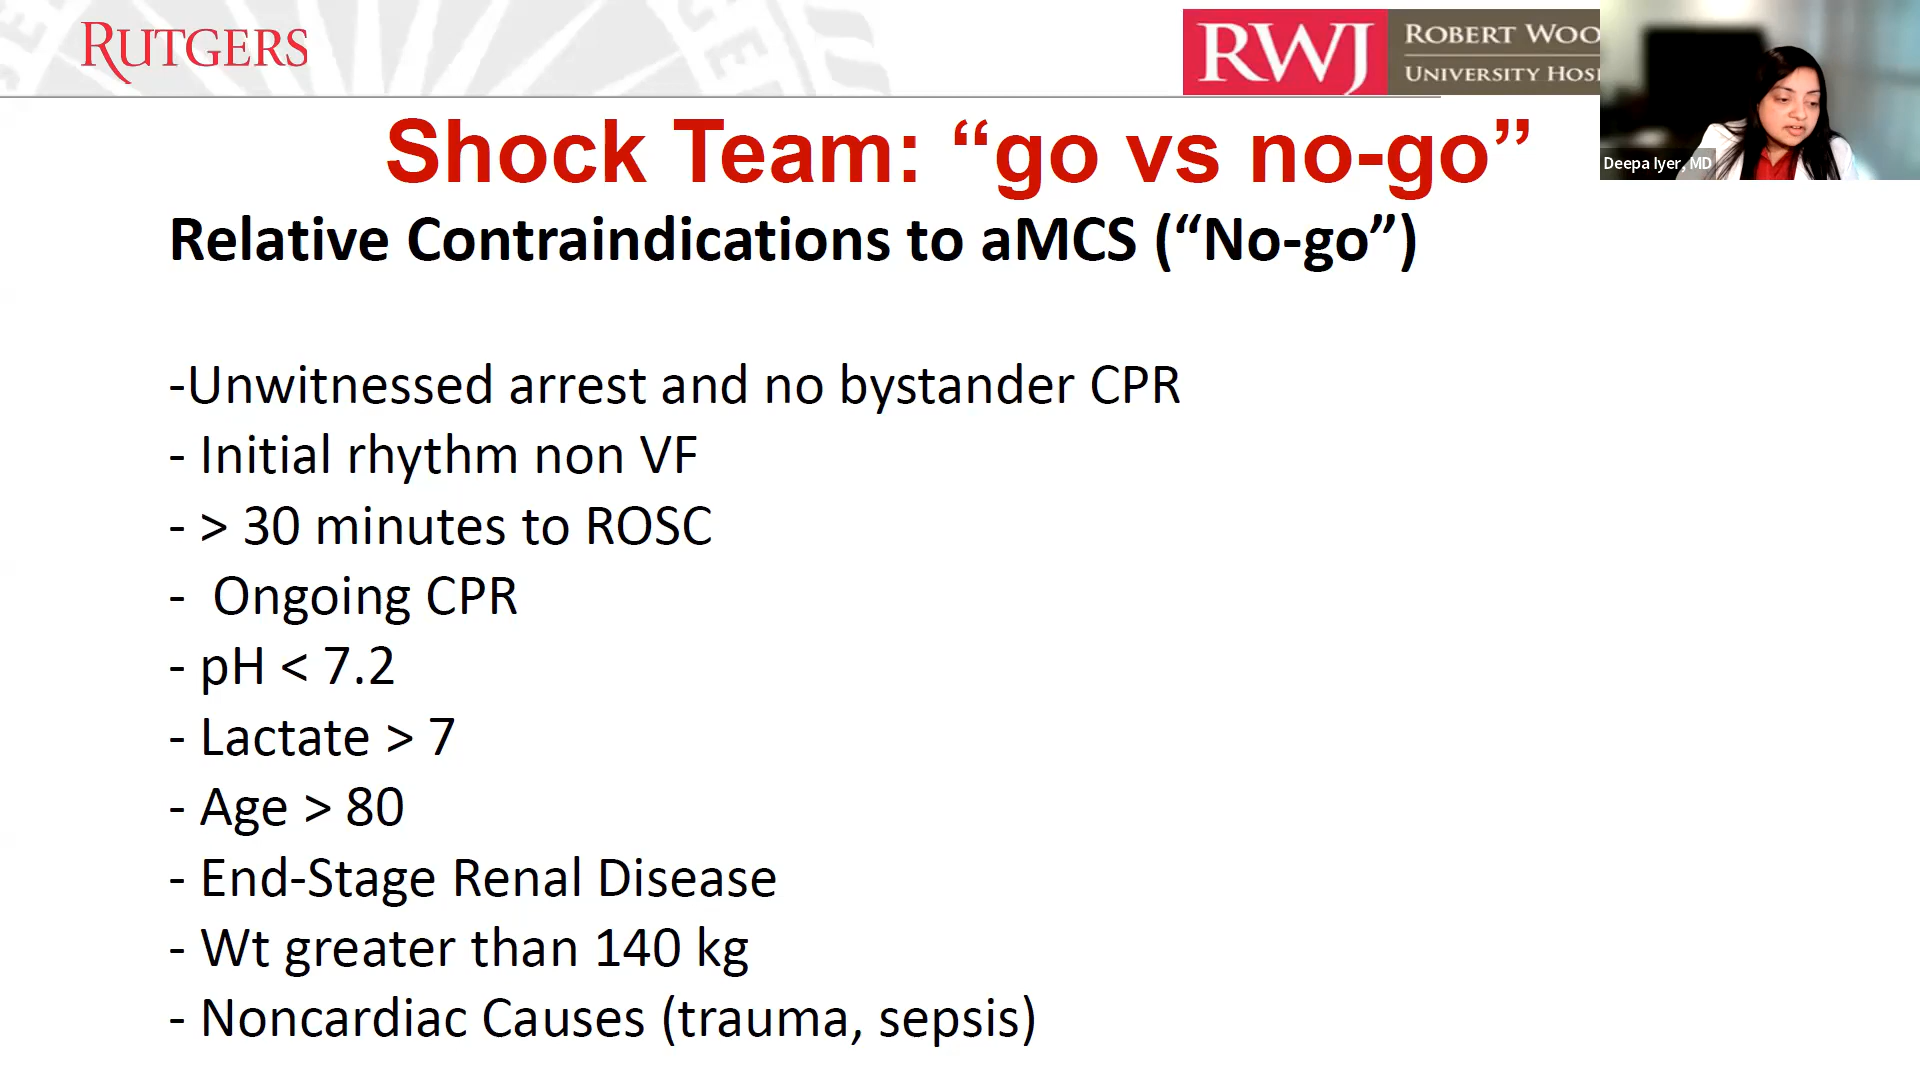 RUTGERS
RWJ
ROBERT WOO
UNIVERSITY HOSI
Deepa Iyer, MD
Shock Team: “go vs no-go”
Relative Contraindications to aMCS (“No-go”)
-Unwitnessed arrest and no bystander CPR
- Initial rhythm non VF
- > 30 minutes to ROSC
- Ongoing CPR
- pH < 7.2
- Lactate > 7
- Age > 80
- End-Stage Renal Disease
- Wt greater than 140 kg
- Noncardiac Causes (trauma, sepsis)